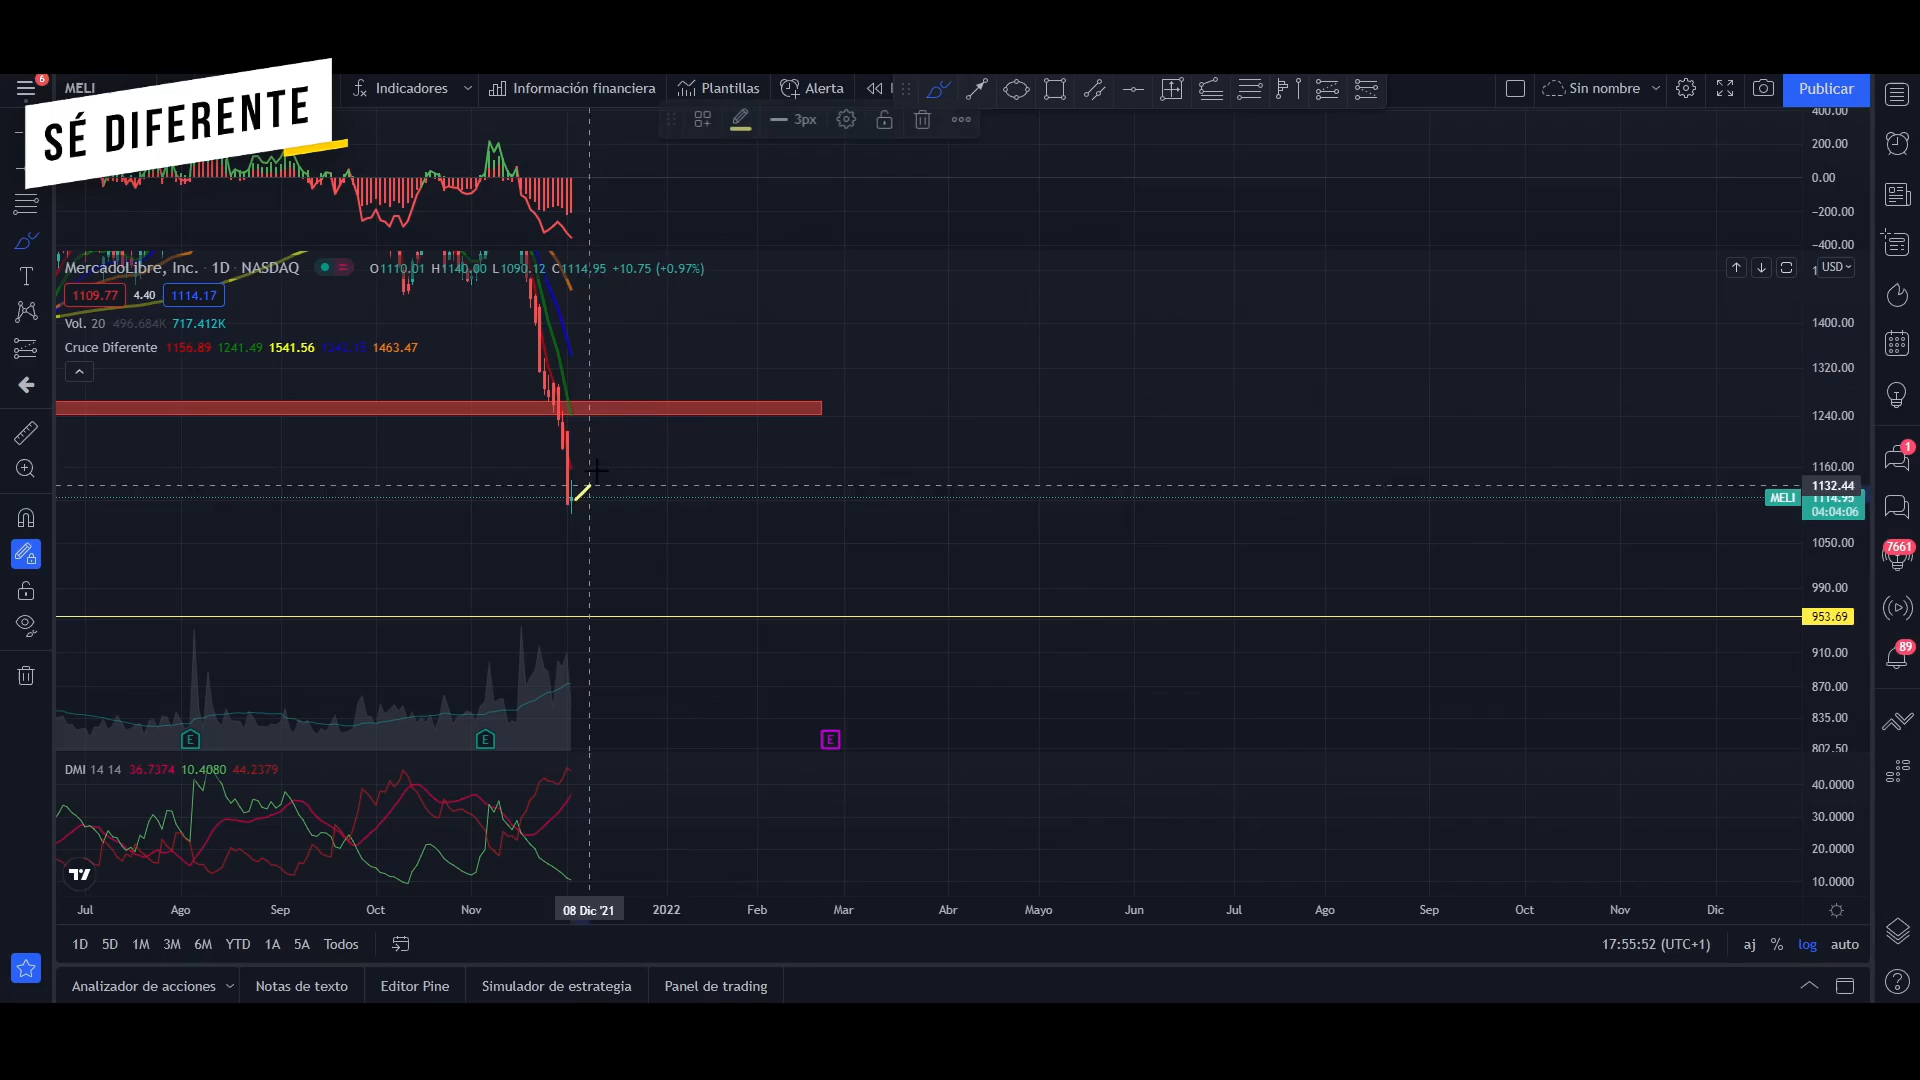 SÉ DIFERENTE
6
MELI
Indicadores
Información financiera
Plantillas
Alerta
Sin nombre
Publicar
3px
400.00
200.00
0.00
−200.00
−400.00
MercadoLibre, Inc. · 1D · NASDAQ
O1110.01 H1140.00 L1090.12 C1114.95 +10.75 (+0.97%)
USD
1109.77 4.40 1114.17
Vol. 20 496.684K 717.412K
Cruce Diferente 1156.89 1241.49 1541.56 1463.47
1400.00
1320.00
1240.00
1160.00
1132.44
MELI 1114.95
04:04:06
1050.00
990.00
953.69
910.00
870.00
835.00
802.50
E E E
DMI 14 14 36.7374 10.4080 44.2379
40.0000
30.0000
20.0000
10.0000
Jul Ago Sep Oct Nov 08 Dic '21 2022 Feb Mar Abr Mayo Jun Jul Ago Sep Oct Nov Dic
1D 5D 1M 3M 6M YTD 1A 5A Todos
17:55:52 (UTC+1) aj % log auto
Analizador de acciones Notas de texto Editor Pine Simulador de estrategia Panel de trading
1
7661
89